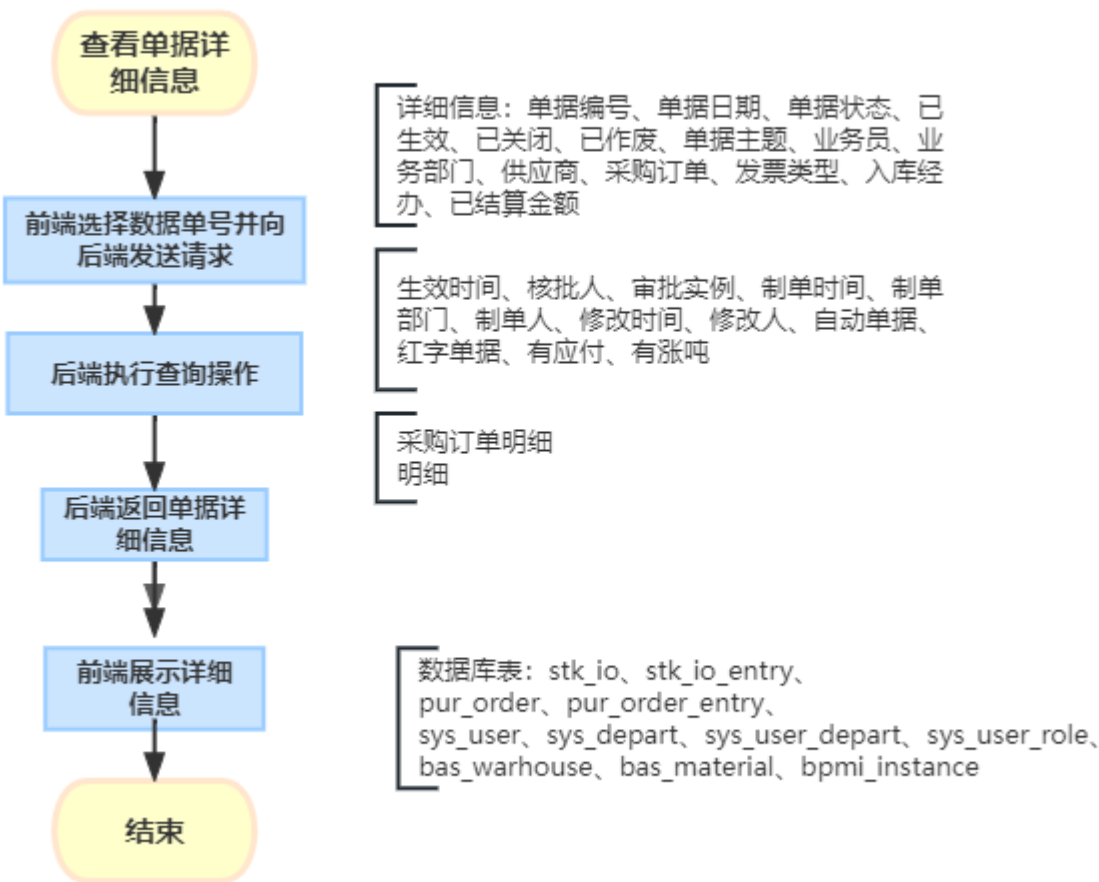 查看单据详
细信息
前端选择数据单号并向
后端发送请求
后端执行查询操作
后端返回单据详
细信息
前端展示详细
信息
结束
详细信息：单据编号、单据日期、单据状态、已
生效、已关闭、已作废、单据主题、业务员、业
务部门、供应商、采购订单、发票类型、入库经
办、已结算金额
生效时间、核批人、审批实例、制单时间、制单
部门、制单人、修改时间、修改人、自动单据、
红字单据、有应付、有涨吨
采购订单明细
明细
数据库表：stk_io、stk_io_entry、
pur_order、pur_order_entry、
sys_user、sys_depart、sys_user_depart、sys_user_role、
bas_warhouse、bas_material、bpmi_instance